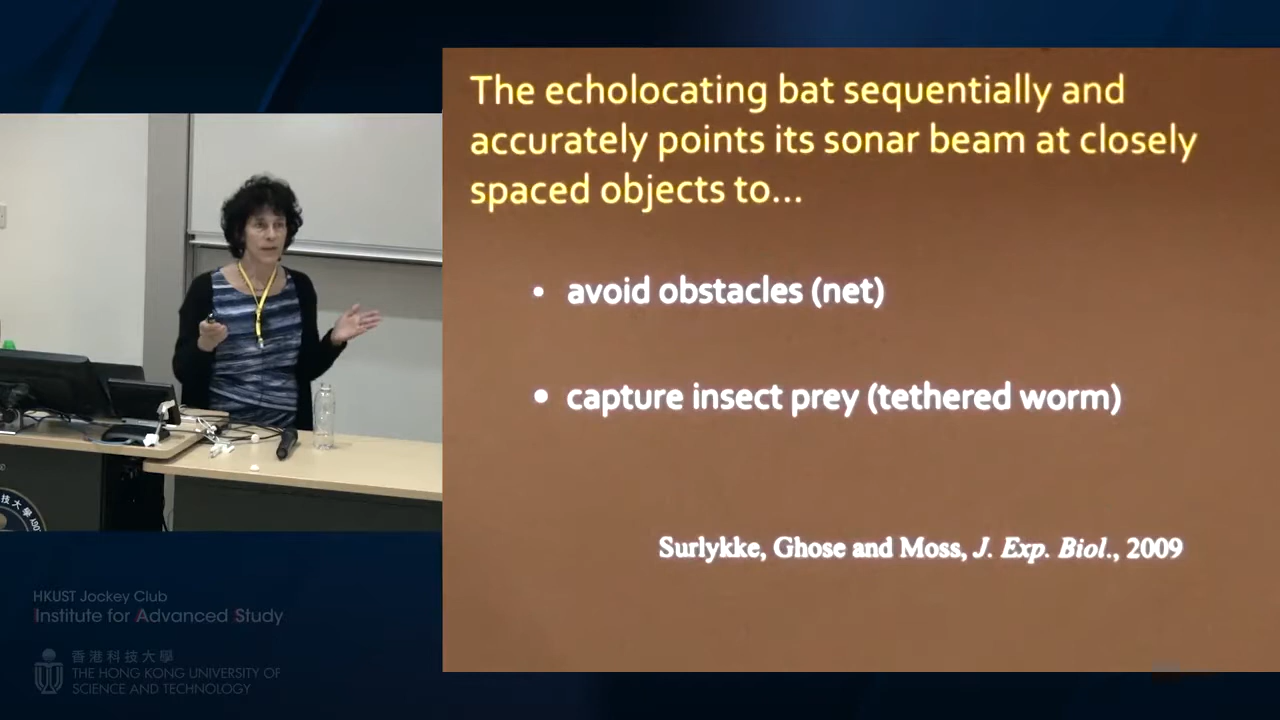 The echolocating bat sequentially and
accurately points its sonar beam at closely
spaced objects to...
• avoid obstacles (net)
• capture insect prey (tethered worm)
Surlykke, Ghose and Moss, J. Exp. Biol., 2009
HKUST Jockey Club
Institute for Advanced Study
香港科技大學
THE HONG KONG UNIVERSITY OF
SCIENCE AND TECHNOLOGY